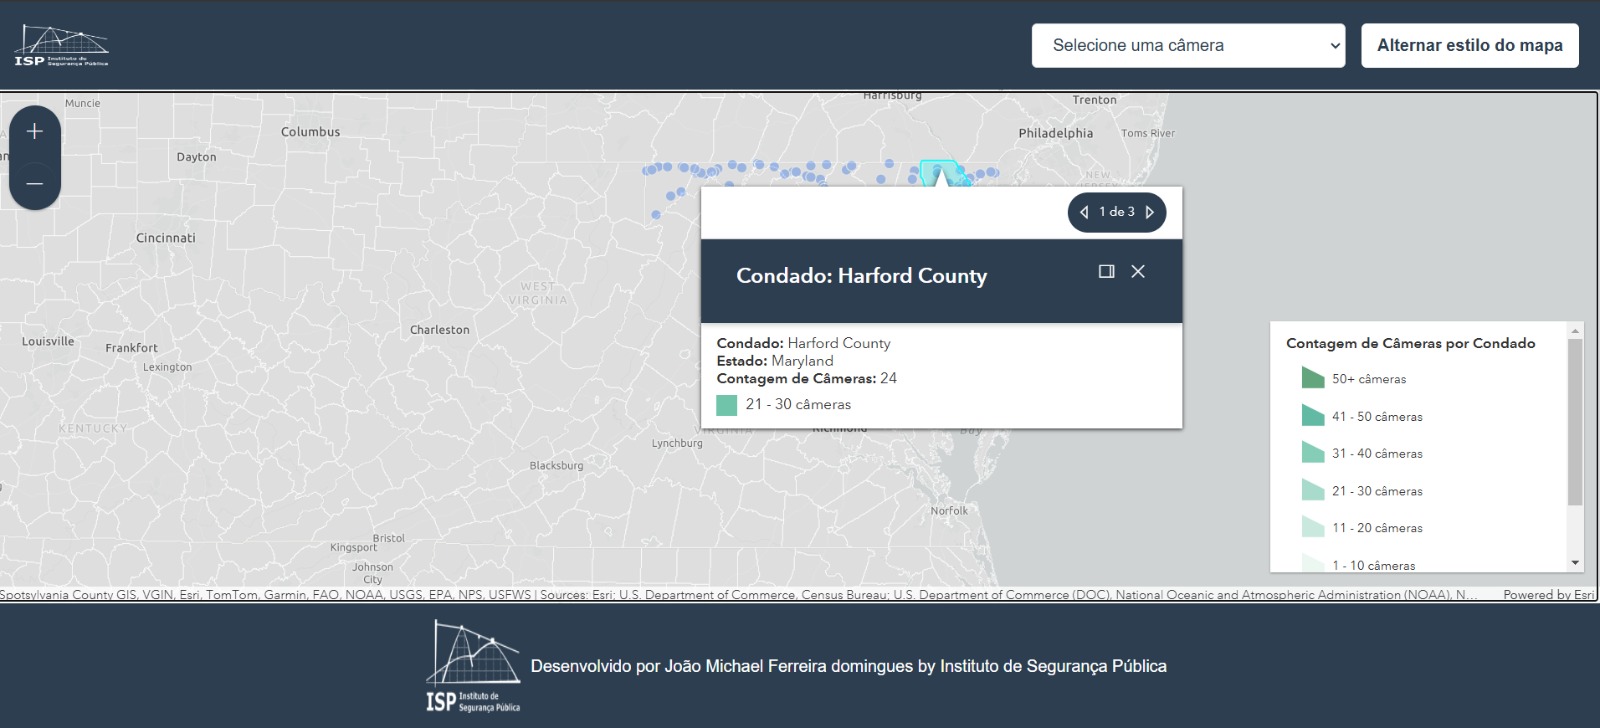 ISP Instituto de
Segurança Pública
Selecione uma câmera
Alternar estilo do mapa
Muncie
Harrisburg
Trenton
Columbus
Philadelphia
Toms River
Dayton
NEW
JERSEY
Cincinnati
1 de 3
Condado: Harford County
WEST
VIRGINIA
Charleston
Louisville
Frankfort
Lexington
Condado: Harford County
Estado: Maryland
Contagem de Câmeras: 24
21 - 30 câmeras
Contagem de Câmeras por Condado
50+ câmeras
41 - 50 câmeras
31 - 40 câmeras
21 - 30 câmeras
11 - 20 câmeras
1 - 10 câmeras
KENTUCKY
VIRGINIA
Richmond
Bay
Lynchburg
Blacksburg
Norfolk
Bristol
Kingsport
Johnson
City
Spotsylvania County GIS, VGIN, Esri, TomTom, Garmin, FAO, NOAA, USGS, EPA, NPS, USFWS | Sources: Esri; U.S. Department of Commerce, Census Bureau; U.S. Department of Commerce (DOC), National Oceanic and Atmospheric Administration (NOAA), N...
Powered by Esri
ISP Instituto de
Segurança Pública
Desenvolvido por João Michael Ferreira domingues by Instituto de Segurança Pública